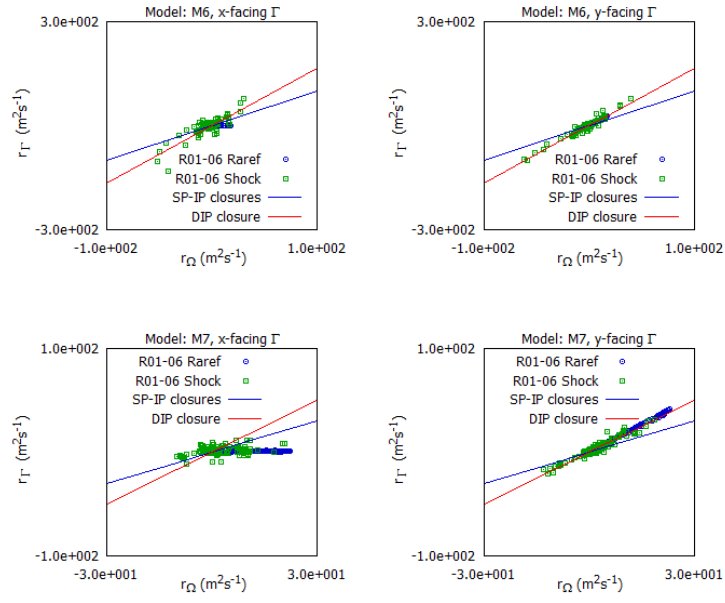 Model: M6, x-facing Γ
3.0e+002
r_Γ (m²s⁻¹)
R01-06 Raref
R01-06 Shock
SP-IP closures
DIP closure
-3.0e+002
-1.0e+002
1.0e+002
r_Ω (m²s⁻¹)
Model: M6, y-facing Γ
3.0e+002
r_Γ (m²s⁻¹)
R01-06 Raref
R01-06 Shock
SP-IP closures
DIP closure
-3.0e+002
-1.0e+002
1.0e+002
r_Ω (m²s⁻¹)
Model: M7, x-facing Γ
1.0e+002
R01-06 Raref
R01-06 Shock
SP-IP closures
DIP closure
r_Γ (m²s⁻¹)
-1.0e+002
-3.0e+001
3.0e+001
r_Ω (m²s⁻¹)
Model: M7, y-facing Γ
1.0e+002
R01-06 Raref
R01-06 Shock
SP-IP closures
DIP closure
r_Γ (m²s⁻¹)
-1.0e+002
-3.0e+001
3.0e+001
r_Ω (m²s⁻¹)